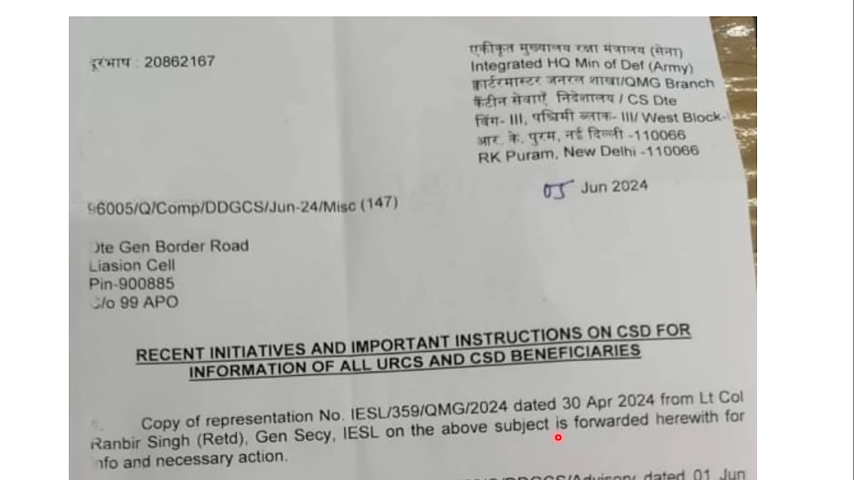 दूरभाष : 20862167
एकीकृत मुख्यालय रक्षा मंत्रालय (सेना)
Integrated HQ Min of Def (Army)
क्वार्टरमास्टर जनरल शाखा/QMG Branch
कैंटीन सेवाएँ निदेशालय / CS Dte
विंग- III, पश्चिमी ब्लाक- III/ West Block-
आर. के. पुरम, नई दिल्ली -110066
RK Puram, New Delhi -110066
05 Jun 2024
96005/Q/Comp/DDGCS/Jun-24/Misc (147)
Dte Gen Border Road
Liasion Cell
Pin-900885
C/o 99 APO
RECENT INITIATIVES AND IMPORTANT INSTRUCTIONS ON CSD FOR
INFORMATION OF ALL URCS AND CSD BENEFICIARIES
Copy of representation No. IESL/359/QMG/2024 dated 30 Apr 2024 from Lt Col
Ranbir Singh (Retd), Gen Secy, IESL on the above subject is forwarded herewith for
info and necessary action.
dated 01 Jun